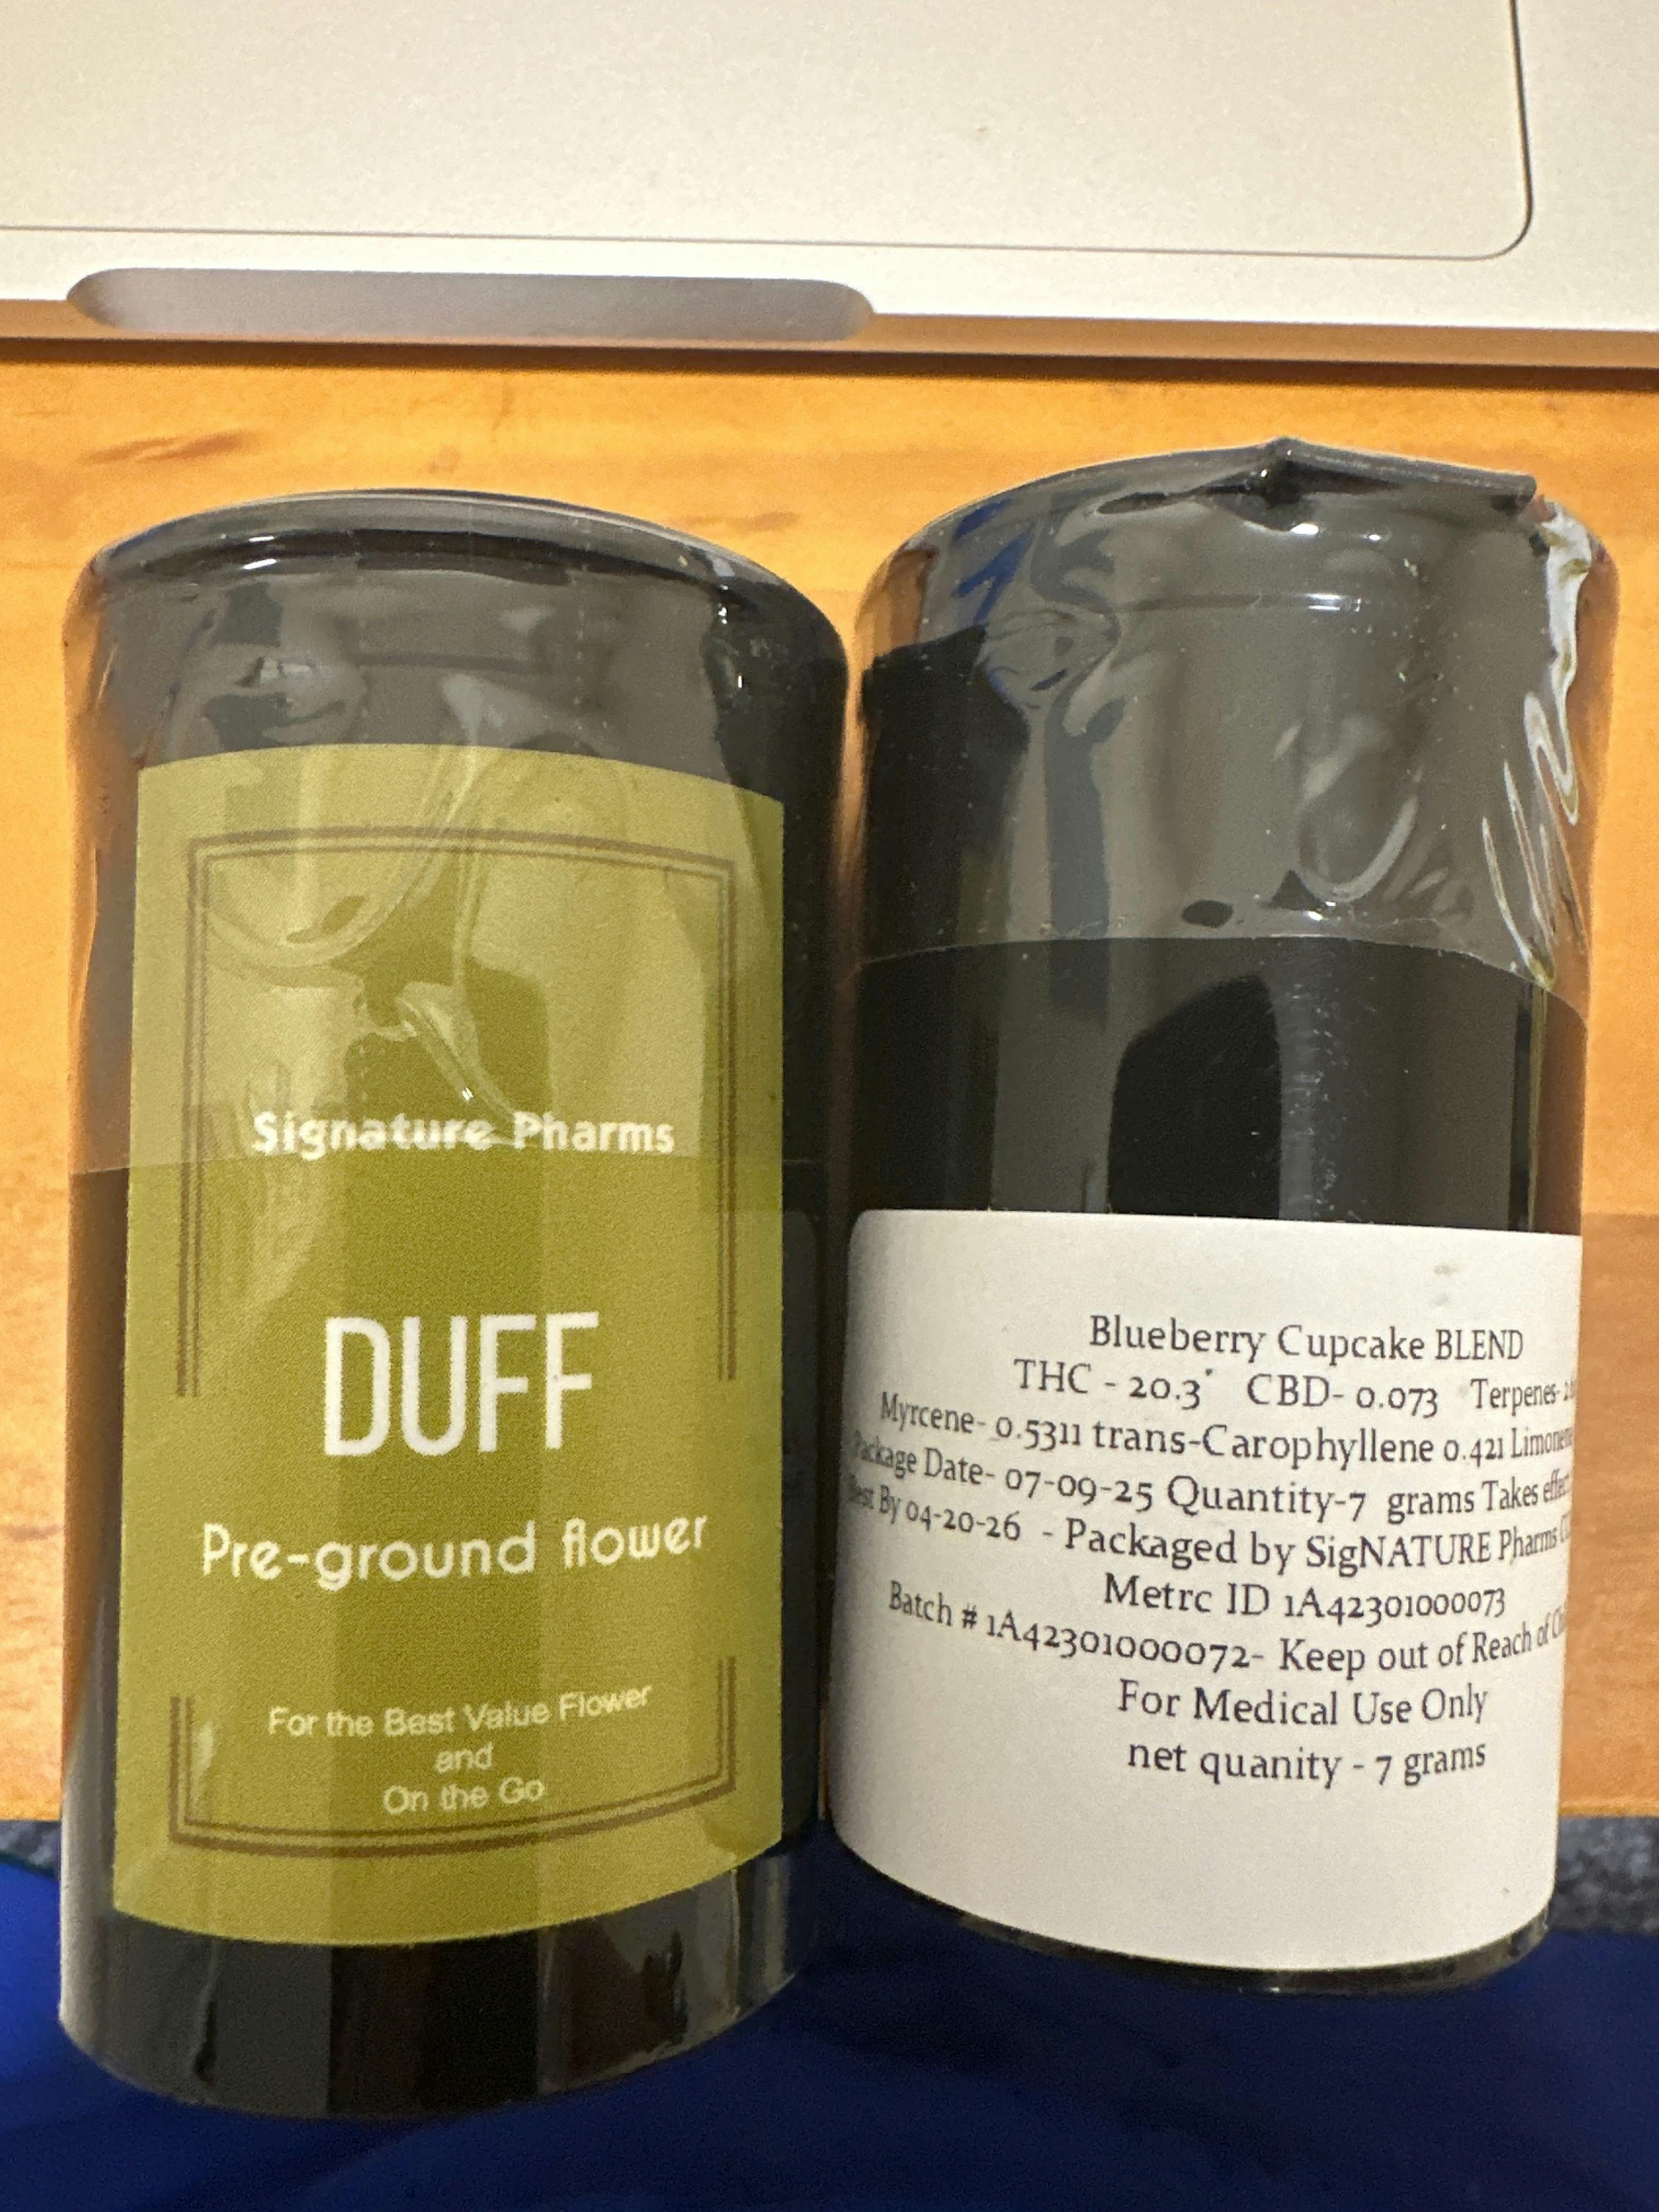 Signature Pharms
DUFF
Pre-ground flower
For the Best Value Flower
and
On the Go
Blueberry Cupcake BLEND
THC - 20.3 CBD- 0.073 Terpenes-
Myrcene- 0.5311 trans-Carophyllene 0.421 Limonene
Package Date- 07-09-25 Quantity-7 grams Takes effect
Best By 04-20-26 - Packaged by SigNATURE Pharms
Metrc ID 1A42301000073
Batch # 1A42301000072- Keep out of Reach of
For Medical Use Only
net quanity - 7 grams